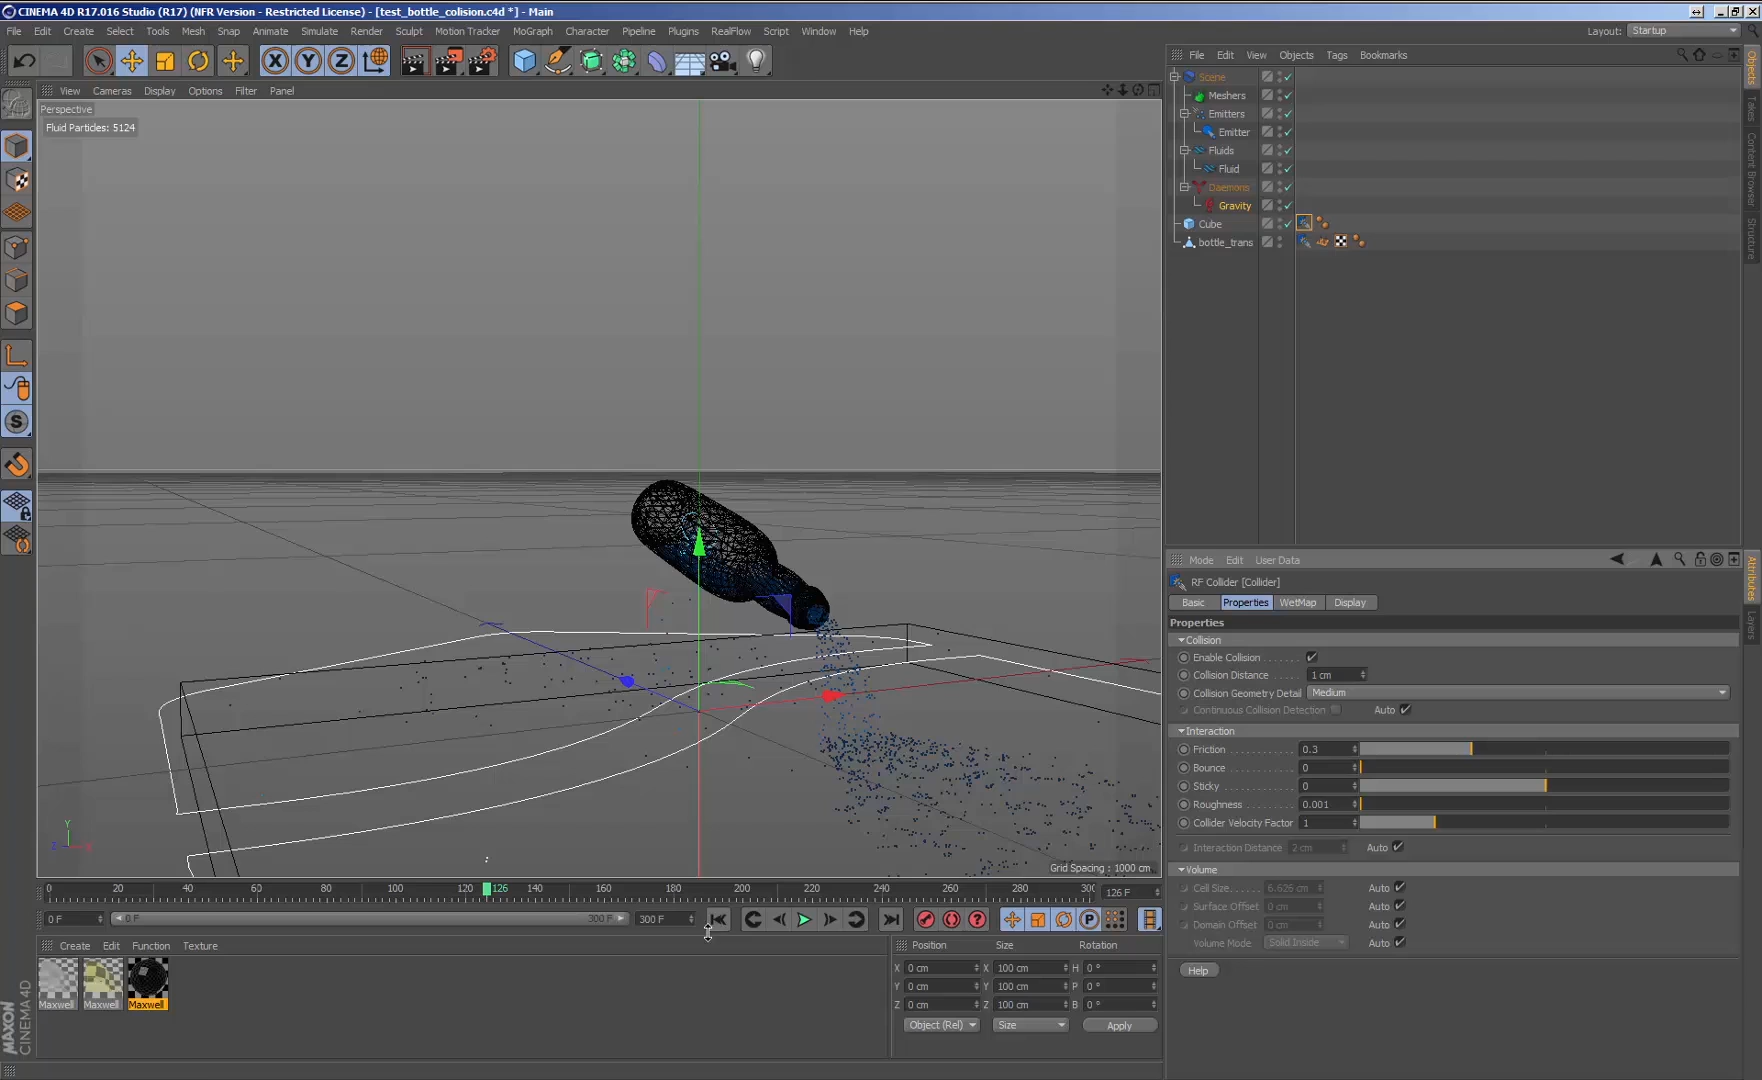 CINEMA 4D R17.016 Studio (R17) (NFR Version - Restricted License) - [test_bottle_colision.c4d *] - Main
File Edit Create Select Tools Mesh Snap Animate Simulate Render Sculpt Motion Tracker MoGraph Character Pipeline Plugins RealFlow Script Window Help
Layout: Startup
X Y Z
File Edit View Objects Tags Bookmarks
View Cameras Display Options Filter Panel
Perspective
Fluid Particles: 5124
Scene
Meshers
Emitters
Emitter
Fluids
Fluid
Daemons
Gravity
Cube
bottle_trans
Objects
Takes
Content Browser
Structure
Attributes
Layers
Mode Edit User Data
RF Collider [Collider]
Basic Properties WetMap Display
Properties
Collision
Enable Collision
Collision Distance 1 cm
Collision Geometry Detail Medium
Continuous Collision Detection Auto
Interaction
Friction 0.3
Bounce 0
Sticky 0
Roughness 0.001
Collider Velocity Factor 1
Interaction Distance 2 cm Auto
Volume
Cell Size 6.626 cm Auto
Surface Offset 0 cm Auto
Domain Offset 0 cm Auto
Volume Mode Solid Inside Auto
Help
S
Y
Z X
Grid Spacing : 1000 cm
0 20 40 60 80 100 120 126 140 160 180 200 220 240 260 280 300 126 F
0 F 0 F 300 F 300 F
P
Create Edit Function Texture
Maxwell Maxwell Maxwell
Position Size Rotation
X 0 cm X 100 cm H 0 °
Y 0 cm Y 100 cm P 0 °
Z 0 cm Z 100 cm B 0 °
Object (Rel) Size Apply
MAXON
CINEMA 4D